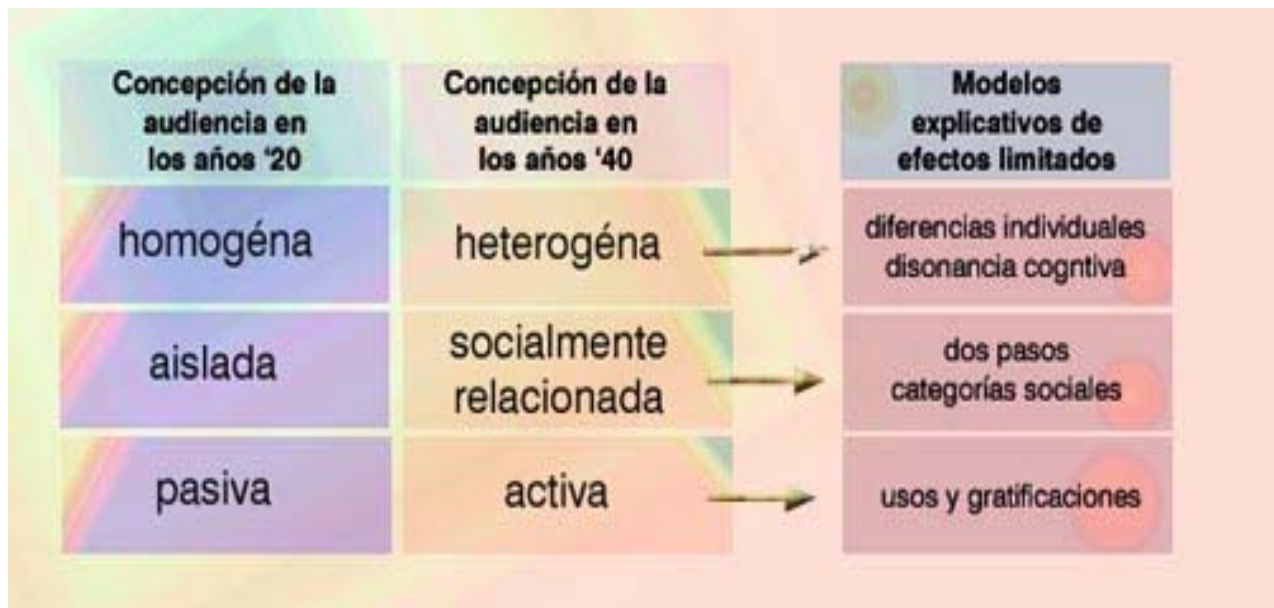 Concepción de la
audiencia en
los años '20
Concepción de la
audiencia en
los años '40
Modelos
explicativos de
efectos limitados
homogéna
heterogéna
diferencias individuales
disonancia cogntiva
aislada
socialmente
relacionada
dos pasos
categorías sociales
pasiva
activa
usos y gratificaciones